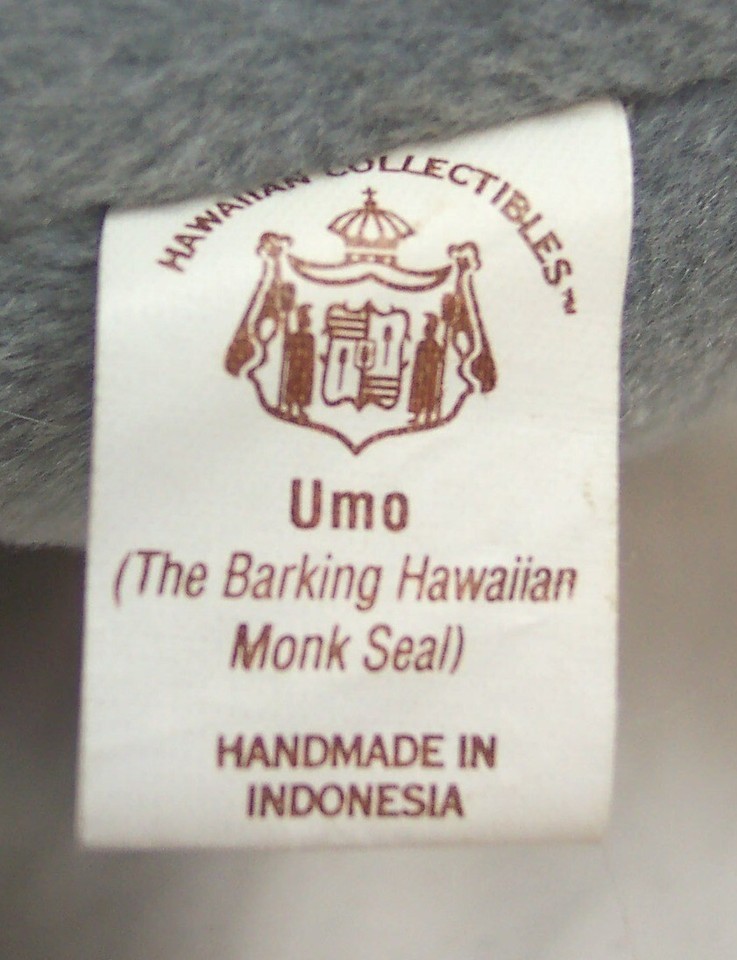 HAWAIIAN COLLECTIBLES™
Umo
(The Barking Hawaiian
Monk Seal)
HANDMADE IN
INDONESIA